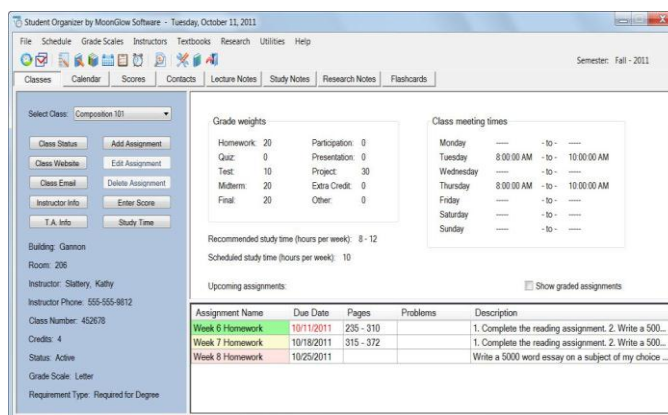 Student Organizer by MoonGlow Software - Tuesday, October 11, 2011
File Schedule Grade Scales Instructors Textbooks Research Utilities Help
Semester: Fall - 2011
Classes Calendar Scores Contacts Lecture Notes Study Notes Research Notes Flashcards
Select Class: Composition 101
Class Status Add Assignment
Class Website Edit Assignment
Class Email Delete Assignment
Instructor Info Enter Score
T.A. Info Study Time
Building: Gannon
Room: 206
Instructor: Slattery, Kathy
Instructor Phone: 555-555-9812
Class Number: 452678
Credits: 4
Status: Active
Grade Scale: Letter
Requirement Type: Required for Degree
Grade weights
Homework: 20 Participation: 0
Quiz: 0 Presentation: 0
Test: 10 Project: 30
Midterm: 20 Extra Credit: 0
Final: 20 Other: 0
Recommended study time (hours per week): 8 - 12
Scheduled study time (hours per week): 10
Class meeting times
Monday ----- - to - -----
Tuesday 8:00:00 AM - to - 10:00:00 AM
Wednesday ----- - to - -----
Thursday 8:00:00 AM - to - 10:00:00 AM
Friday ----- - to - -----
Saturday ----- - to - -----
Sunday ----- - to - -----
Upcoming assignments: Show graded assignments
Assignment Name Due Date Pages Problems Description
Week 6 Homework 10/11/2011 235 - 310 1. Complete the reading assignment. 2. Write a 500...
Week 7 Homework 10/18/2011 315 - 372 1. Complete the reading assignment. 2. Write a 500...
Week 8 Homework 10/25/2011 Write a 5000 word essay on a subject of my choice ...